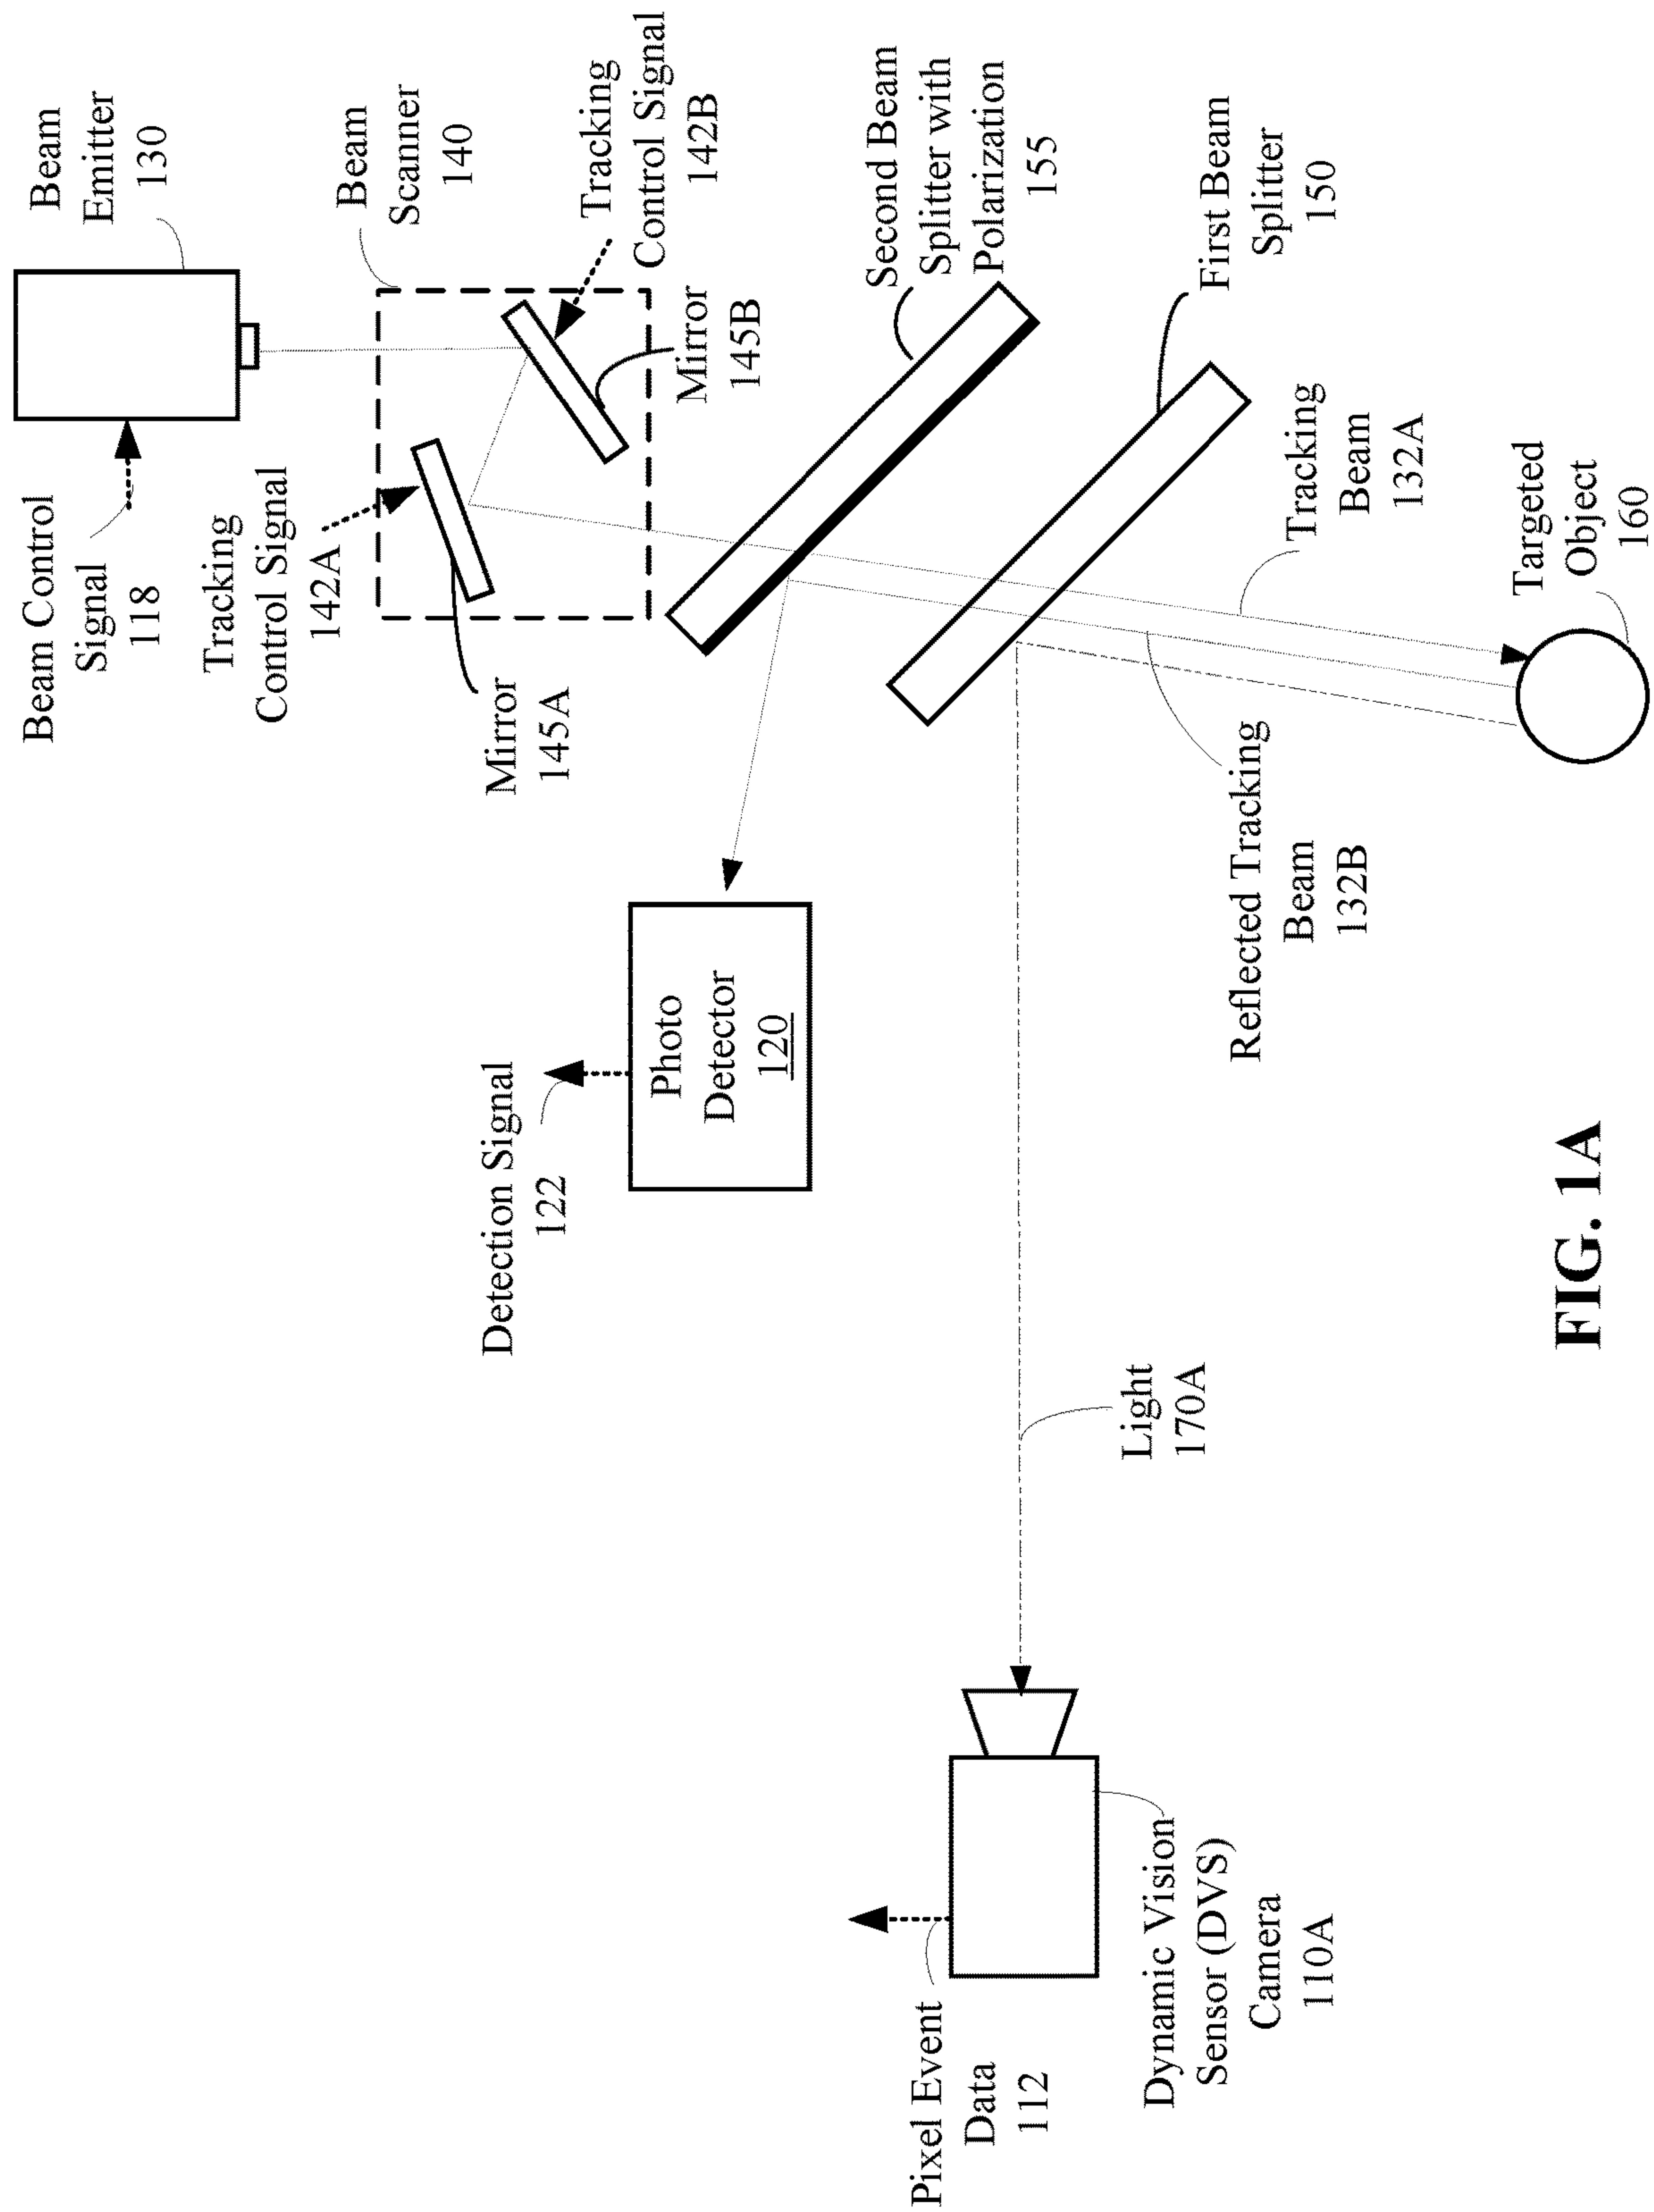 Beam Control
Signal
118
Beam
Emitter
130
Tracking
Control Signal
142A
Beam
Scanner
140
Mirror
145A
Tracking
Control Signal
142B
Mirror
145B
Detection Signal
122
Photo
Detector
120
Second Beam
Splitter with
Polarization
155
First Beam
Splitter
150
Pixel Event
Data
112
Dynamic Vision
Sensor (DVS)
Camera
110A
Light
170A
Reflected Tracking
Beam
132B
Tracking
Beam
132A
Targeted
Object
160
FIG. 1A